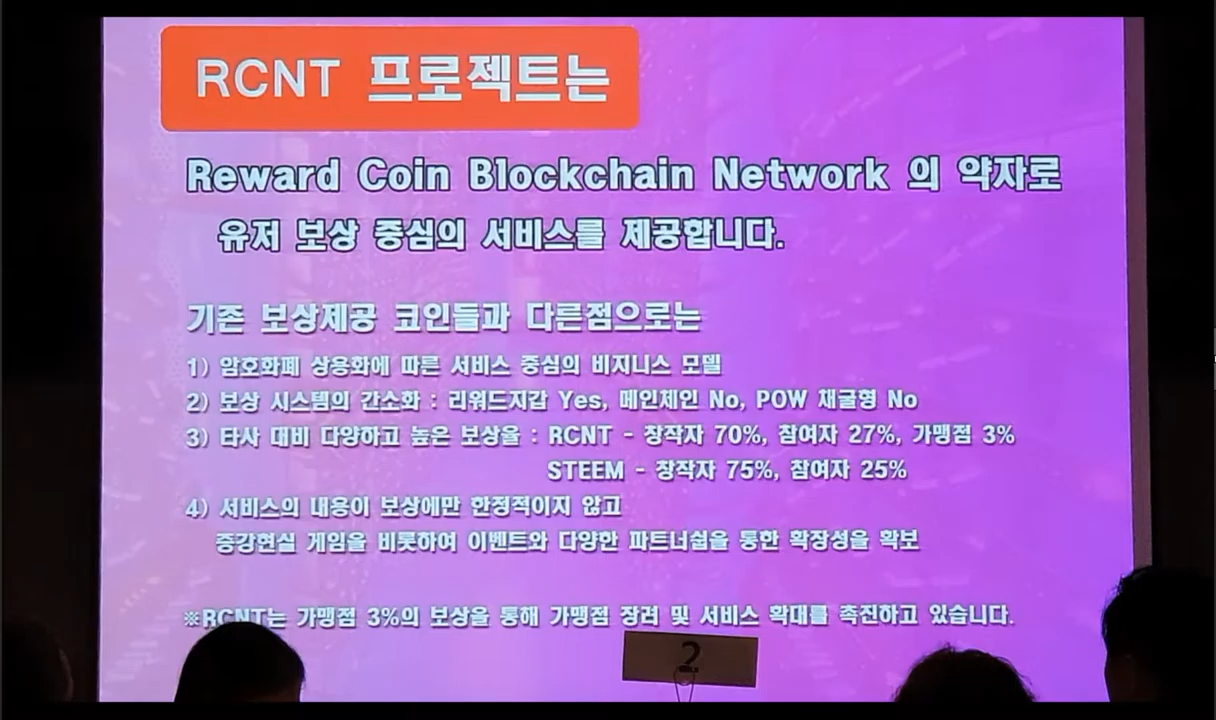 RCNT 프로젝트는
Reward Coin Blockchain Network 의 약자로
유저 보상 중심의 서비스를 제공합니다.
기존 보상제공 코인들과 다른점으로는
1) 암호화폐 상용화에 따른 서비스 중심의 비지니스 모델
2) 보상 시스템의 간소화 : 리워드지갑 Yes, 메인체인 No, POW 채굴형 No
3) 타사 대비 다양하고 높은 보상율 : RCNT - 창작자 70%, 참여자 27%, 가맹점 3%
STEEM - 창작자 75%, 참여자 25%
4) 서비스의 내용이 보상에만 한정적이지 않고
증강현실 게임을 비롯하여 이벤트와 다양한 파트너쉽을 통한 확장성을 확보
※RCNT는 가맹점 3%의 보상을 통해 가맹점 장려 및 서비스 확대를 촉진하고 있습니다.
2